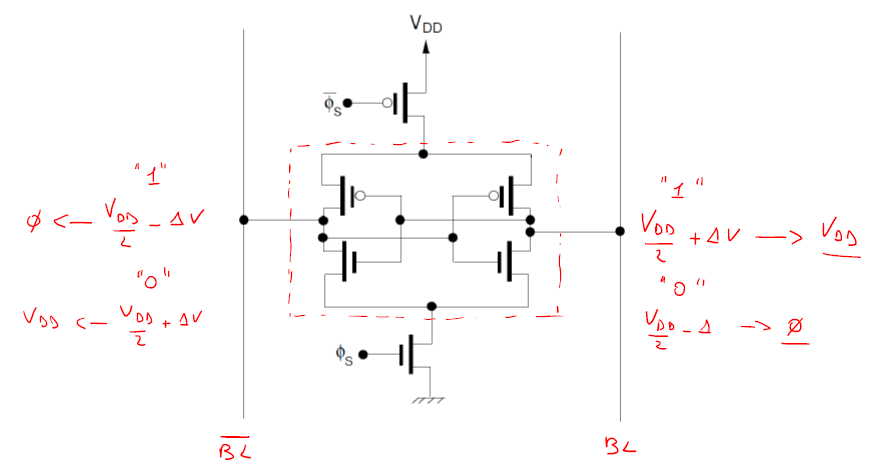 V_DD
φ̅_S
"1"
∅ <— V_DD/2 − ΔV
"0"
V_DD <— V_DD/2 + ΔV
"1"
V_DD/2 + ΔV —> V_DD
"0"
V_DD/2 − Δ —> ∅
φ_S
B̅L̅
BL